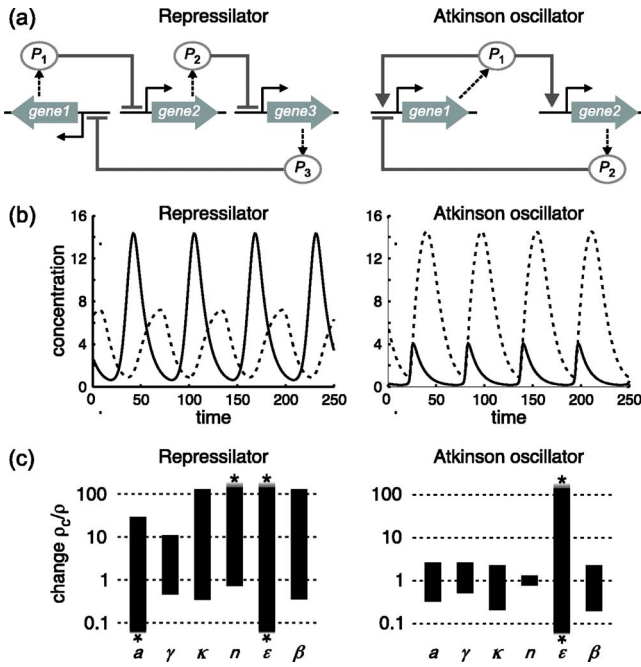 (a) Repressilator Atkinson oscillator
P1 P2 P1
gene1 gene2 gene3 gene1 gene2
P3 P2
(b) Repressilator Atkinson oscillator
16 16
12 12
8 8
4 4
0 0
concentration
0 50 100 150 200 250 0 50 100 150 200 250
time time
(c) Repressilator Atkinson oscillator
* * *
100 100
10 10
1 1
0.1 0.1
change ρc/ρ
* * *
a γ κ n ε β a γ κ n ε β